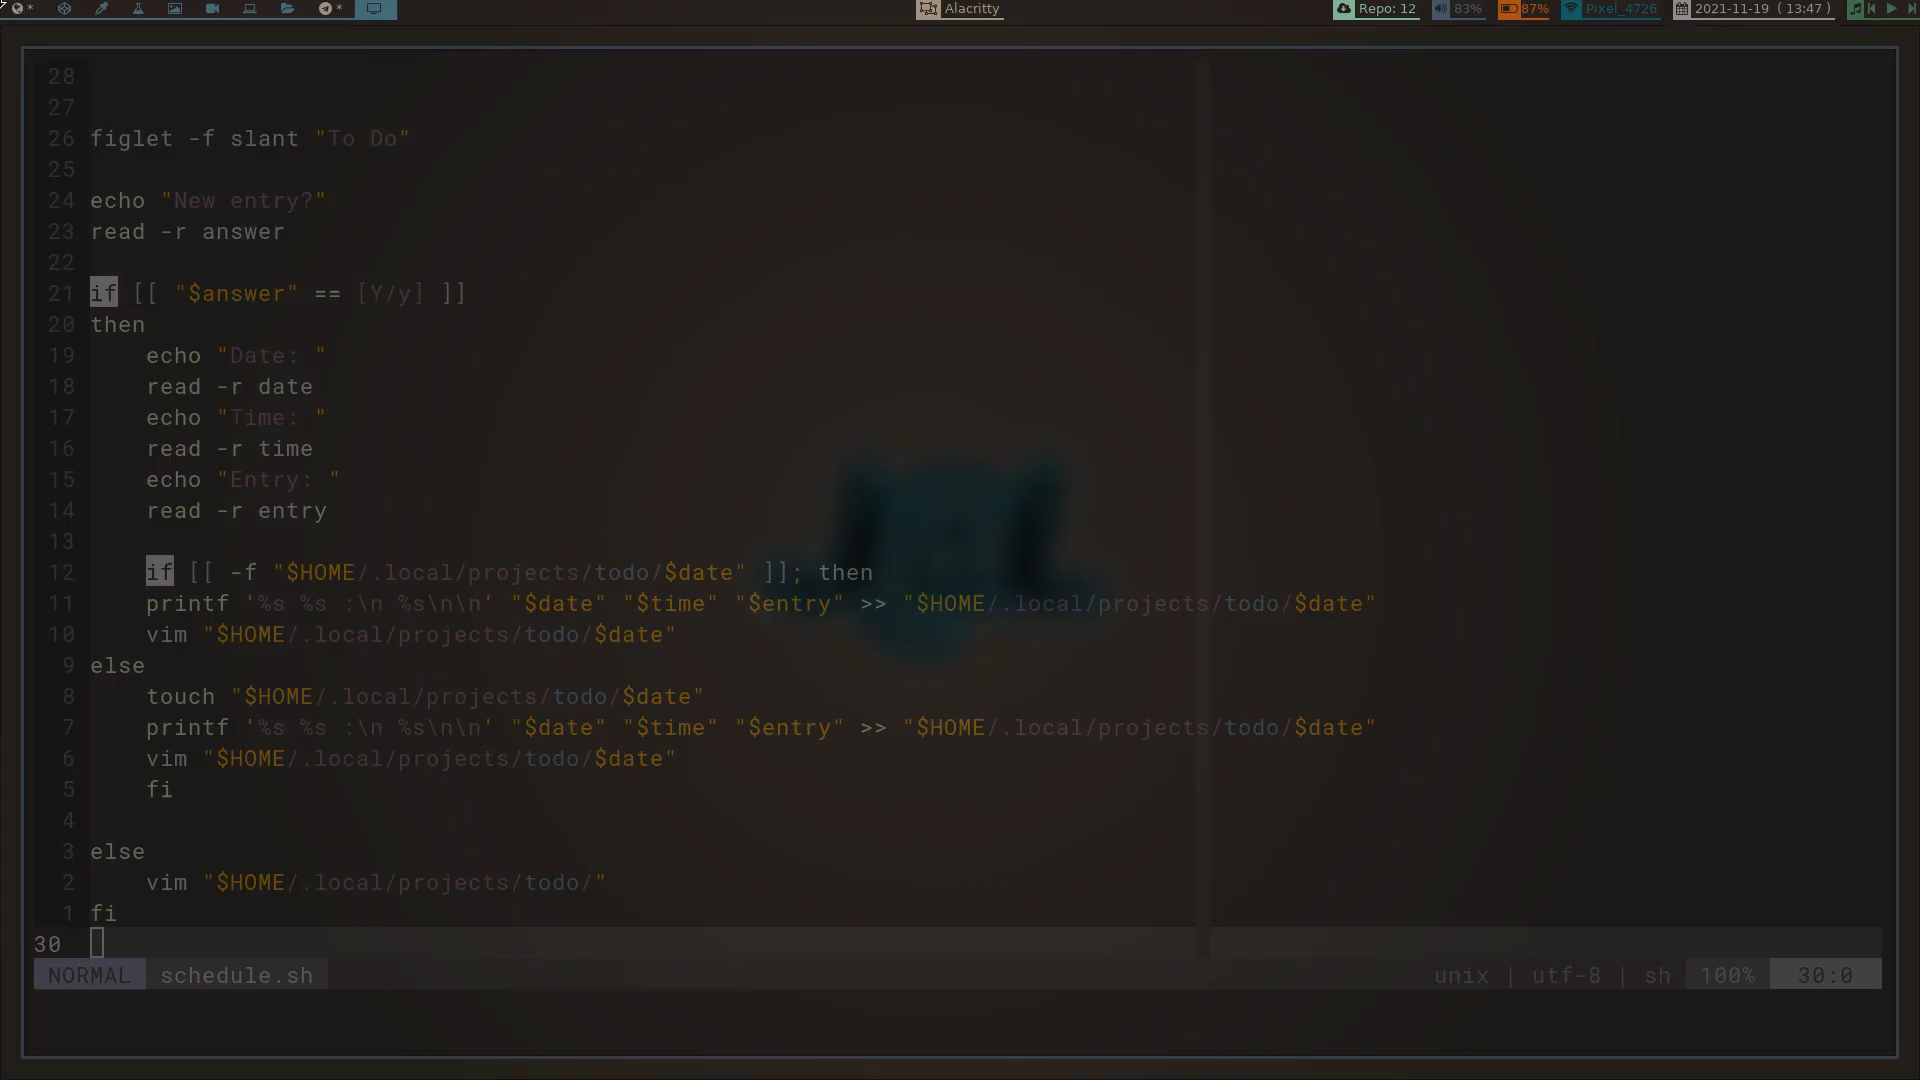 * * Alacritty Repo: 12 83% 87% Pixel_4726 2021-11-19 ( 13:47 )
28
27
26 figlet -f slant "To Do"
25
24 echo "New entry?"
23 read -r answer
22
21 if [[ "$answer" == [Y/y] ]]
20 then
19 echo "Date: "
18 read -r date
17 echo "Time: "
16 read -r time
15 echo "Entry: "
14 read -r entry
13
12 if [[ -f "$HOME/.local/projects/todo/$date" ]]; then
11 printf '%s %s :\n %s\n\n' "$date" "$time" "$entry" >> "$HOME/.local/projects/todo/$date"
10 vim "$HOME/.local/projects/todo/$date"
9 else
8 touch "$HOME/.local/projects/todo/$date"
7 printf '%s %s :\n %s\n\n' "$date" "$time" "$entry" >> "$HOME/.local/projects/todo/$date"
6 vim "$HOME/.local/projects/todo/$date"
5 fi
4
3 else
2 vim "$HOME/.local/projects/todo/"
1 fi
30
NORMAL schedule.sh unix | utf-8 | sh 100% 30:0